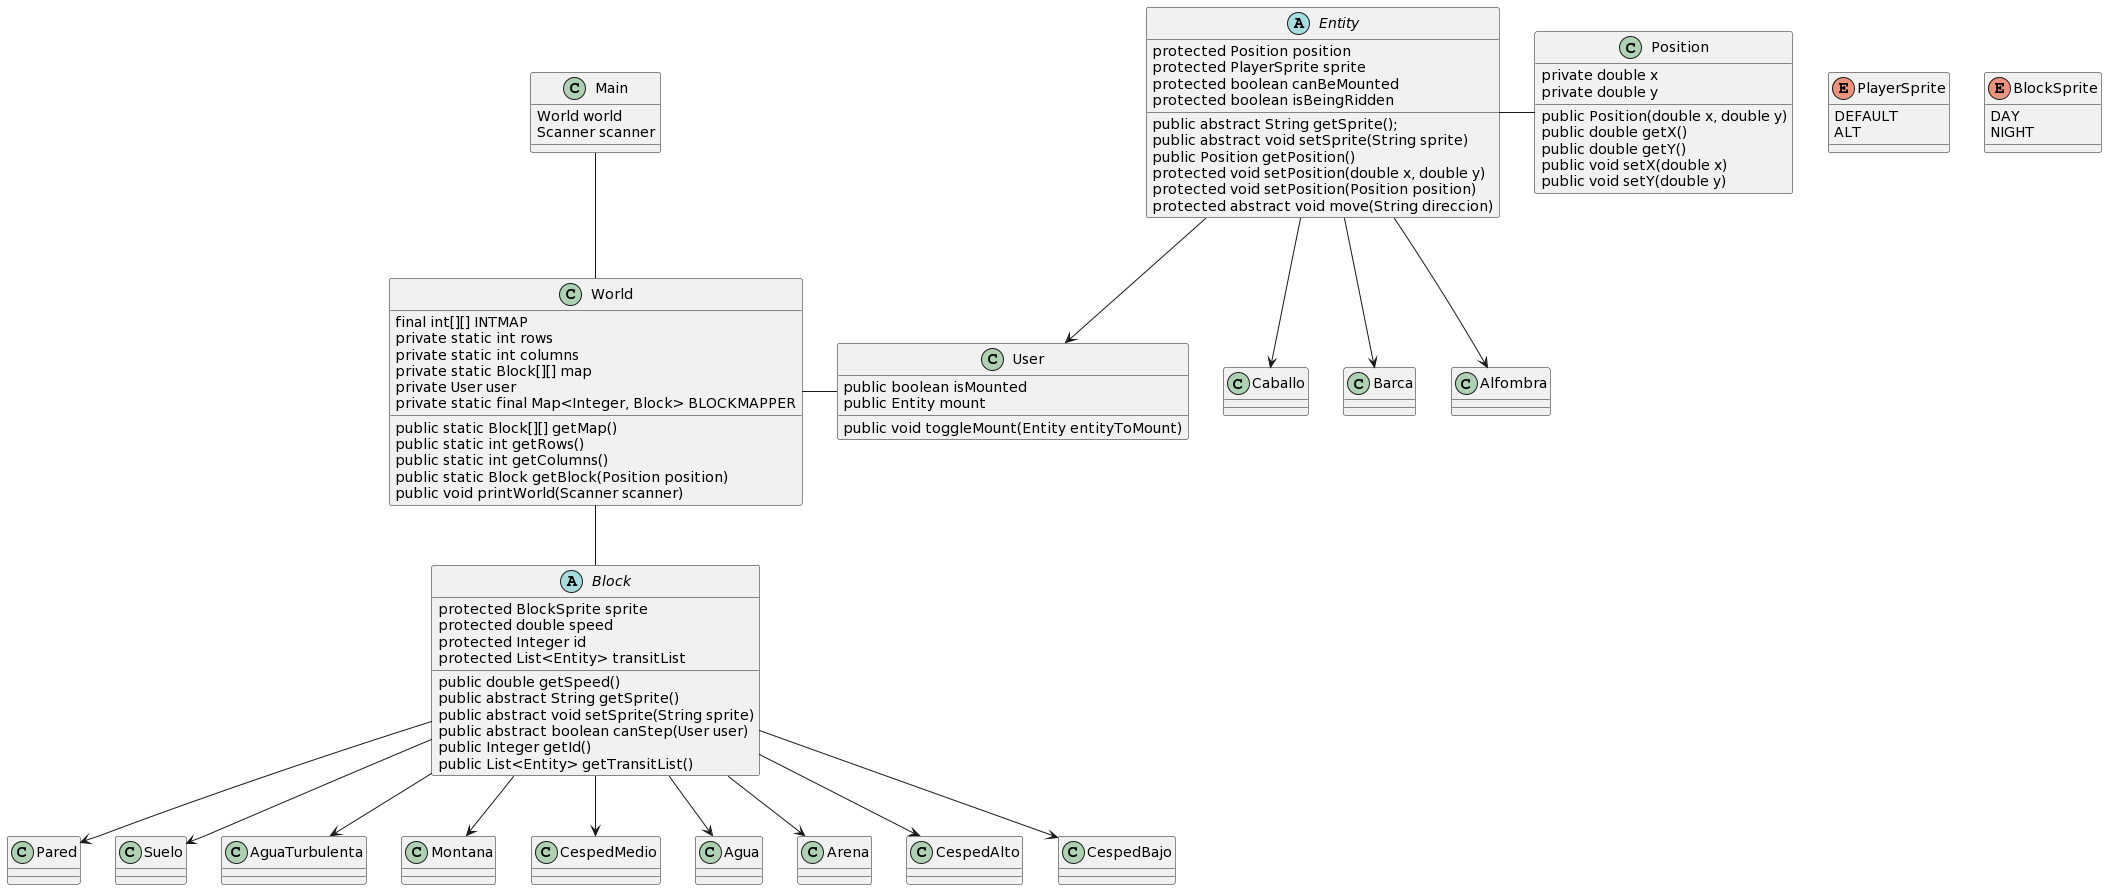 A Entity
protected Position position
protected PlayerSprite sprite
protected boolean canBeMounted
protected boolean isBeingRidden
public abstract String getSprite();
public abstract void setSprite(String sprite)
public Position getPosition()
protected void setPosition(double x, double y)
protected void setPosition(Position position)
protected abstract void move(String direccion)
C Position
private double x
private double y
public Position(double x, double y)
public double getX()
public double getY()
public void setX(double x)
public void setY(double y)
C Main
World world
Scanner scanner
E PlayerSprite
DEFAULT
ALT
E BlockSprite
DAY
NIGHT
C World
final int[][] INTMAP
private static int rows
private static int columns
private static Block[][] map
private User user
private static final Map<Integer, Block> BLOCKMAPPER
public static Block[][] getMap()
public static int getRows()
public static int getColumns()
public static Block getBlock(Position position)
public void printWorld(Scanner scanner)
C User
public boolean isMounted
public Entity mount
public void toggleMount(Entity entityToMount)
C Caballo
C Barca
C Alfombra
A Block
protected BlockSprite sprite
protected double speed
protected Integer id
protected List<Entity> transitList
public double getSpeed()
public abstract String getSprite()
public abstract void setSprite(String sprite)
public abstract boolean canStep(User user)
public Integer getId()
public List<Entity> getTransitList()
C Pared
C Suelo
C AguaTurbulenta
C Montana
C CespedMedio
C Agua
C Arena
C CespedAlto
C CespedBajo